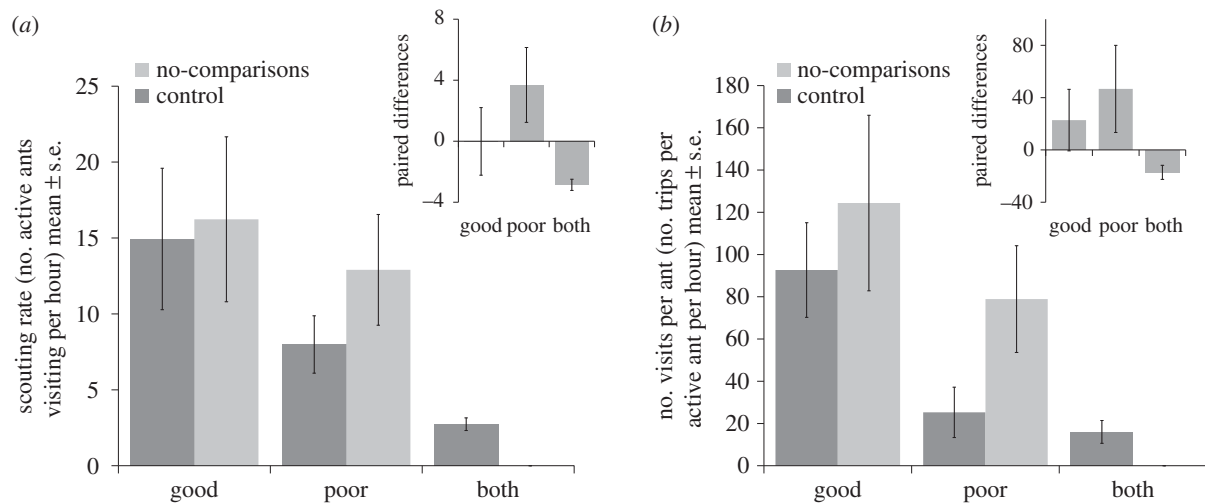 (a)
8
4
0
–4
paired differences
good poor both
no-comparisons
control
25
20
15
10
5
0
scouting rate (no. active ants
visiting per hour) mean ± s.e.
good poor both
(b)
80
40
0
–40
paired differences
good poor both
no-comparisons
control
180
160
140
120
100
80
60
40
20
0
no. visits per ant (no. trips per
active ant per hour) mean ± s.e.
good poor both